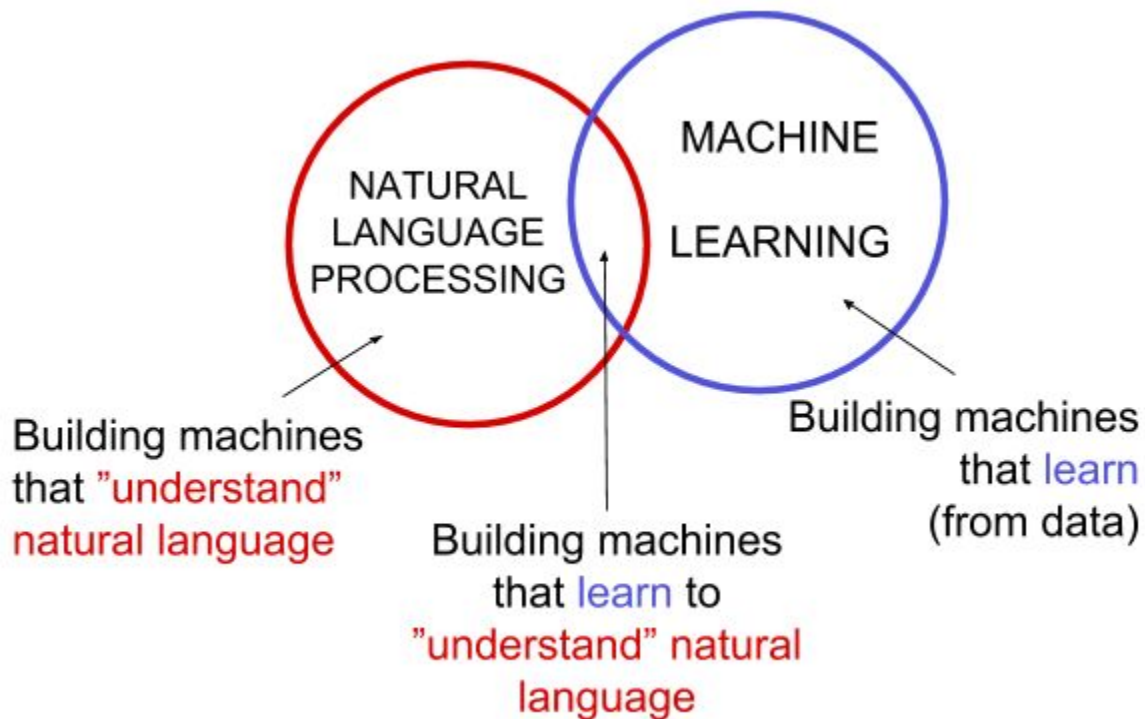 NATURAL
LANGUAGE
PROCESSING
MACHINE
LEARNING
Building machines
that ”understand”
natural language
Building machines
that learn to
”understand” natural
language
Building machines
that learn
(from data)